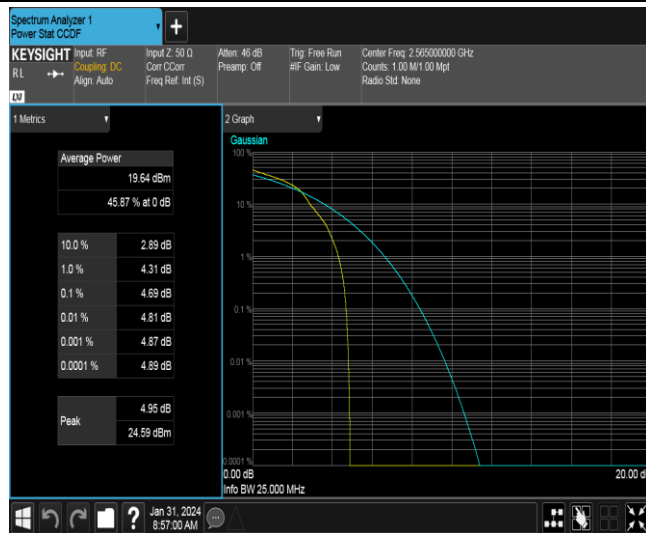 Spectrum Analyzer 1
Power Stat CCDF
KEYSIGHT
RL
Input: RF
Coupling: DC
Align: Auto
Input Z: 50 Ω
Corr CCorr
Freq Ref: Int (S)
Atten: 46 dB
Preamp: Off
Trig: Free Run
#IF Gain: Low
Center Freq: 2.565000000 GHz
Counts: 1.00 M/1.00 Mpt
Radio Std: None
1 Metrics
Average Power
19.64 dBm
45.87 % at 0 dB
10.0 % 2.89 dB
1.0 % 4.31 dB
0.1 % 4.69 dB
0.01 % 4.81 dB
0.001 % 4.87 dB
0.0001 % 4.89 dB
Peak
4.95 dB
24.59 dBm
2 Graph
Gaussian
100 %
10 %
1 %
0.1 %
0.01 %
0.001 %
0.0001 %
0.00 dB
20.00 d
Info BW 25.000 MHz
Jan 31, 2024
8:57:00 AM